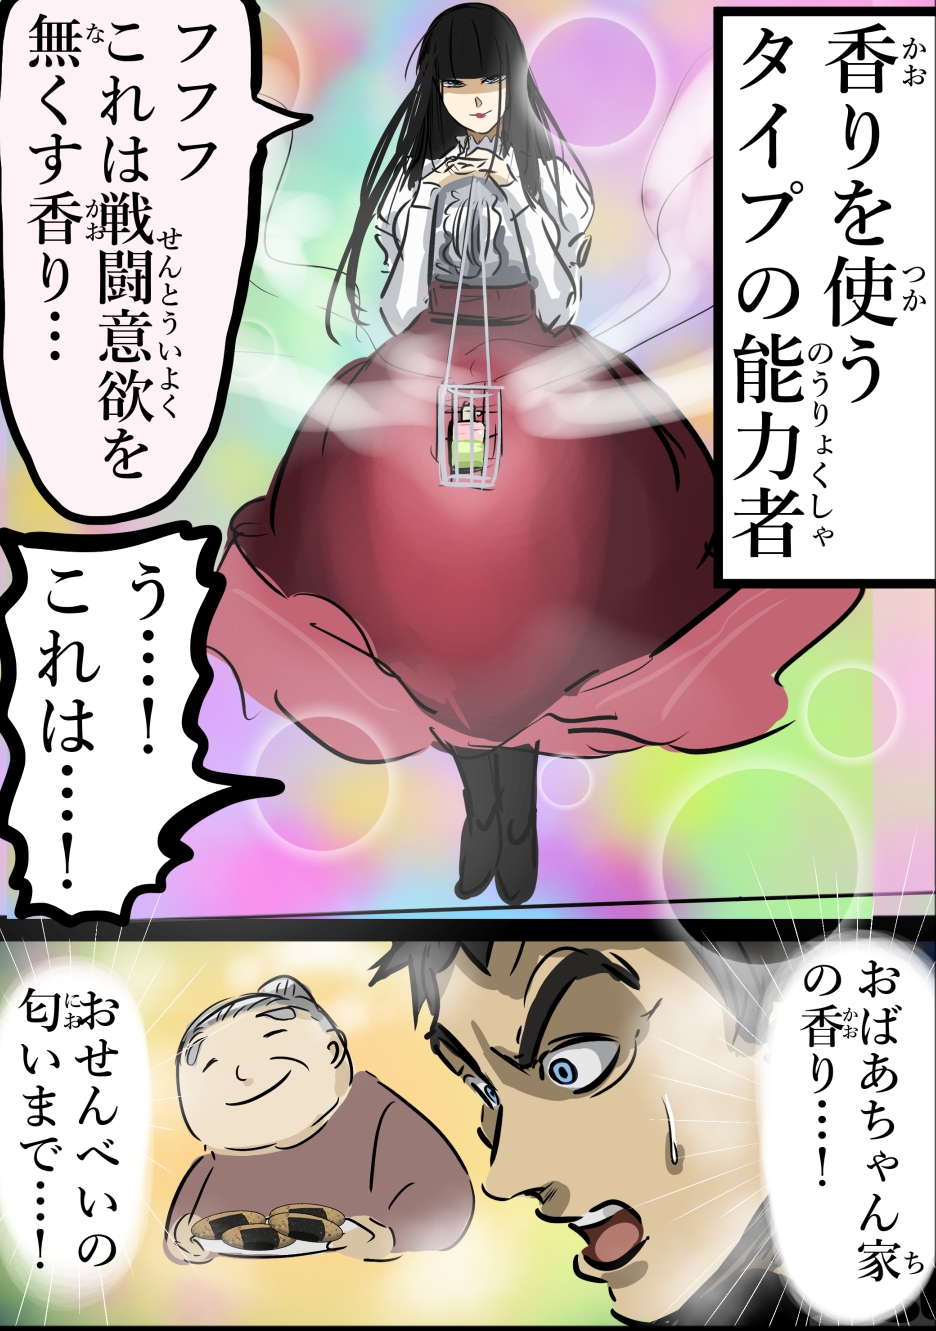 香りを使う
タイプの能力者
フフフ
これは戦闘意欲を
無くす香り…
う…！
これは…！
おばあちゃん家
の香り…！
おせんべいの
匂いまで…！